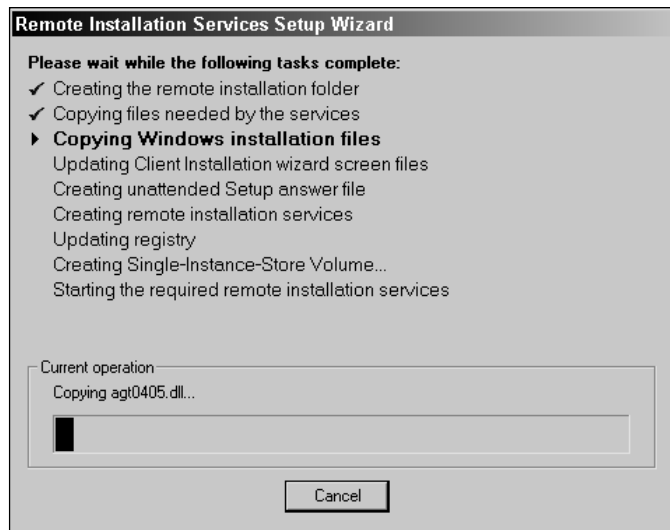 Remote Installation Services Setup Wizard
Please wait while the following tasks complete:
Creating the remote installation folder
Copying files needed by the services
Copying Windows installation files
Updating Client Installation wizard screen files
Creating unattended Setup answer file
Creating remote installation services
Updating registry
Creating Single-Instance-Store Volume...
Starting the required remote installation services
Current operation
Copying agt0405.dll...
Cancel